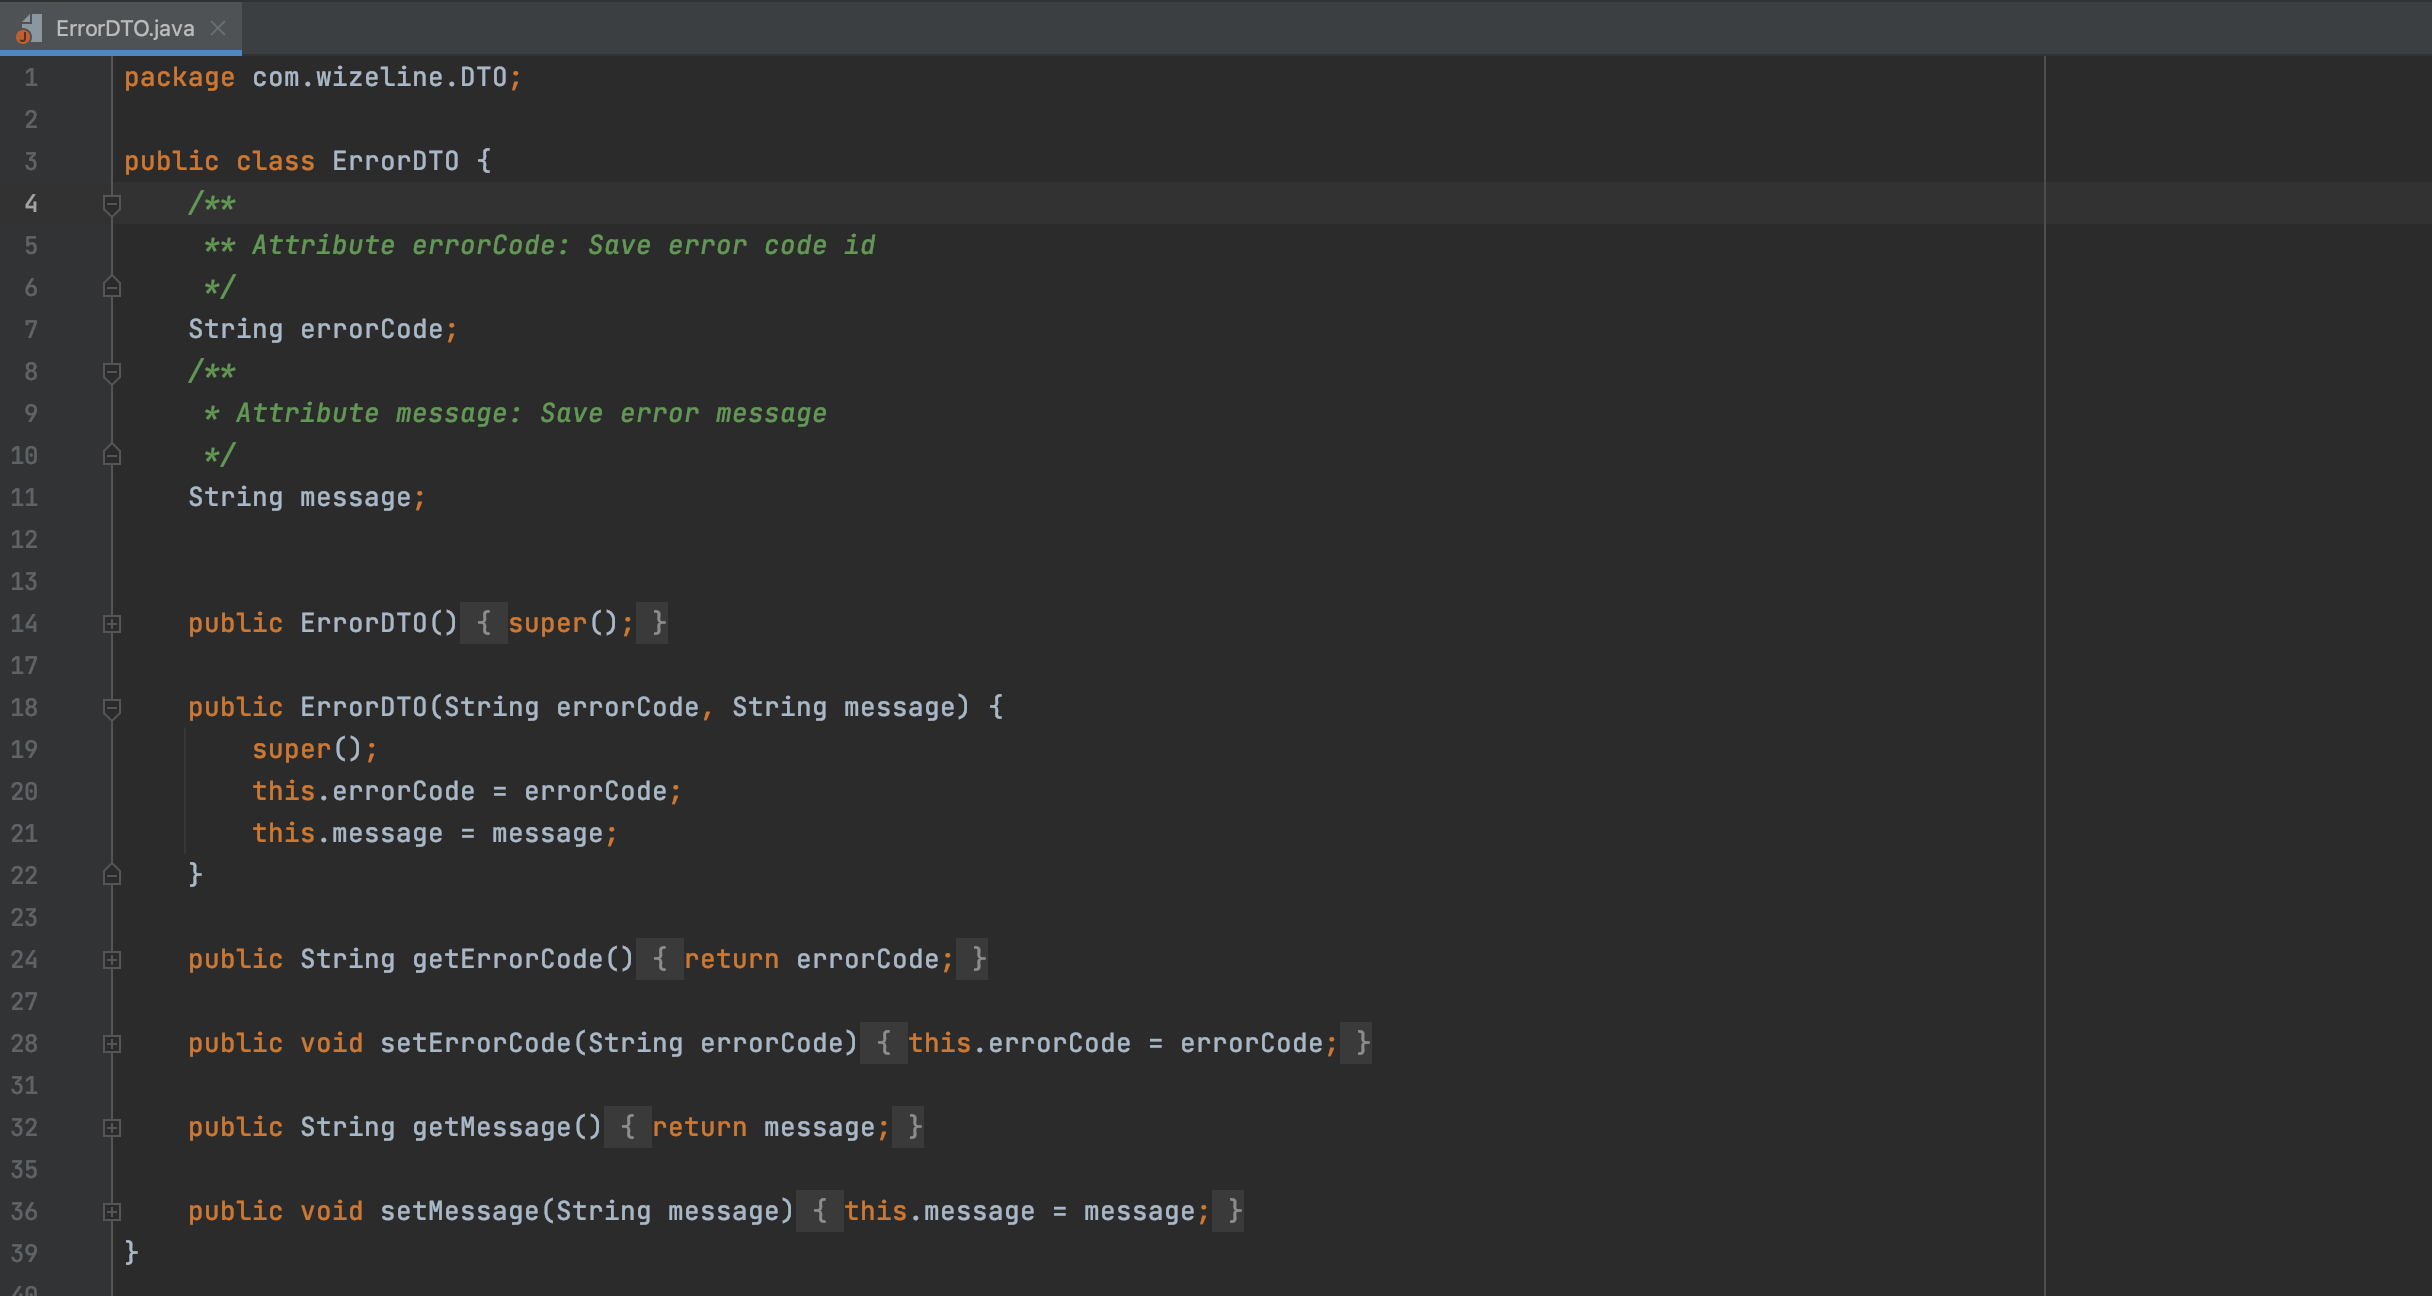 ErrorDTO.java
1 package com.wizeline.DTO;
2
3 public class ErrorDTO {
4 /**
5 ** Attribute errorCode: Save error code id
6 */
7 String errorCode;
8 /**
9 * Attribute message: Save error message
10 */
11 String message;
12
13
14 public ErrorDTO() { super(); }
17
18 public ErrorDTO(String errorCode, String message) {
19 super();
20 this.errorCode = errorCode;
21 this.message = message;
22 }
23
24 public String getErrorCode() { return errorCode; }
27
28 public void setErrorCode(String errorCode) { this.errorCode = errorCode; }
31
32 public String getMessage() { return message; }
35
36 public void setMessage(String message) { this.message = message; }
39 }
40